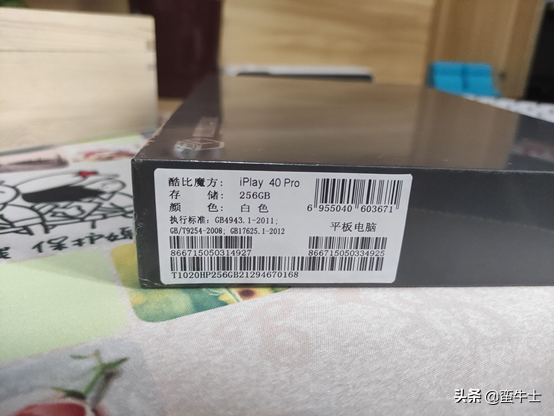 酷比魔方: iPlay 40 Pro
存 储: 256GB
颜 色: 白色
6 955040 603671
执行标准: GB4943.1-2011;
GB/T9254-2008; GB17625.1-2012
平板电脑
866715050314927
866715050334925
T1020HP256GB21294670168
头条 @蛮牛士